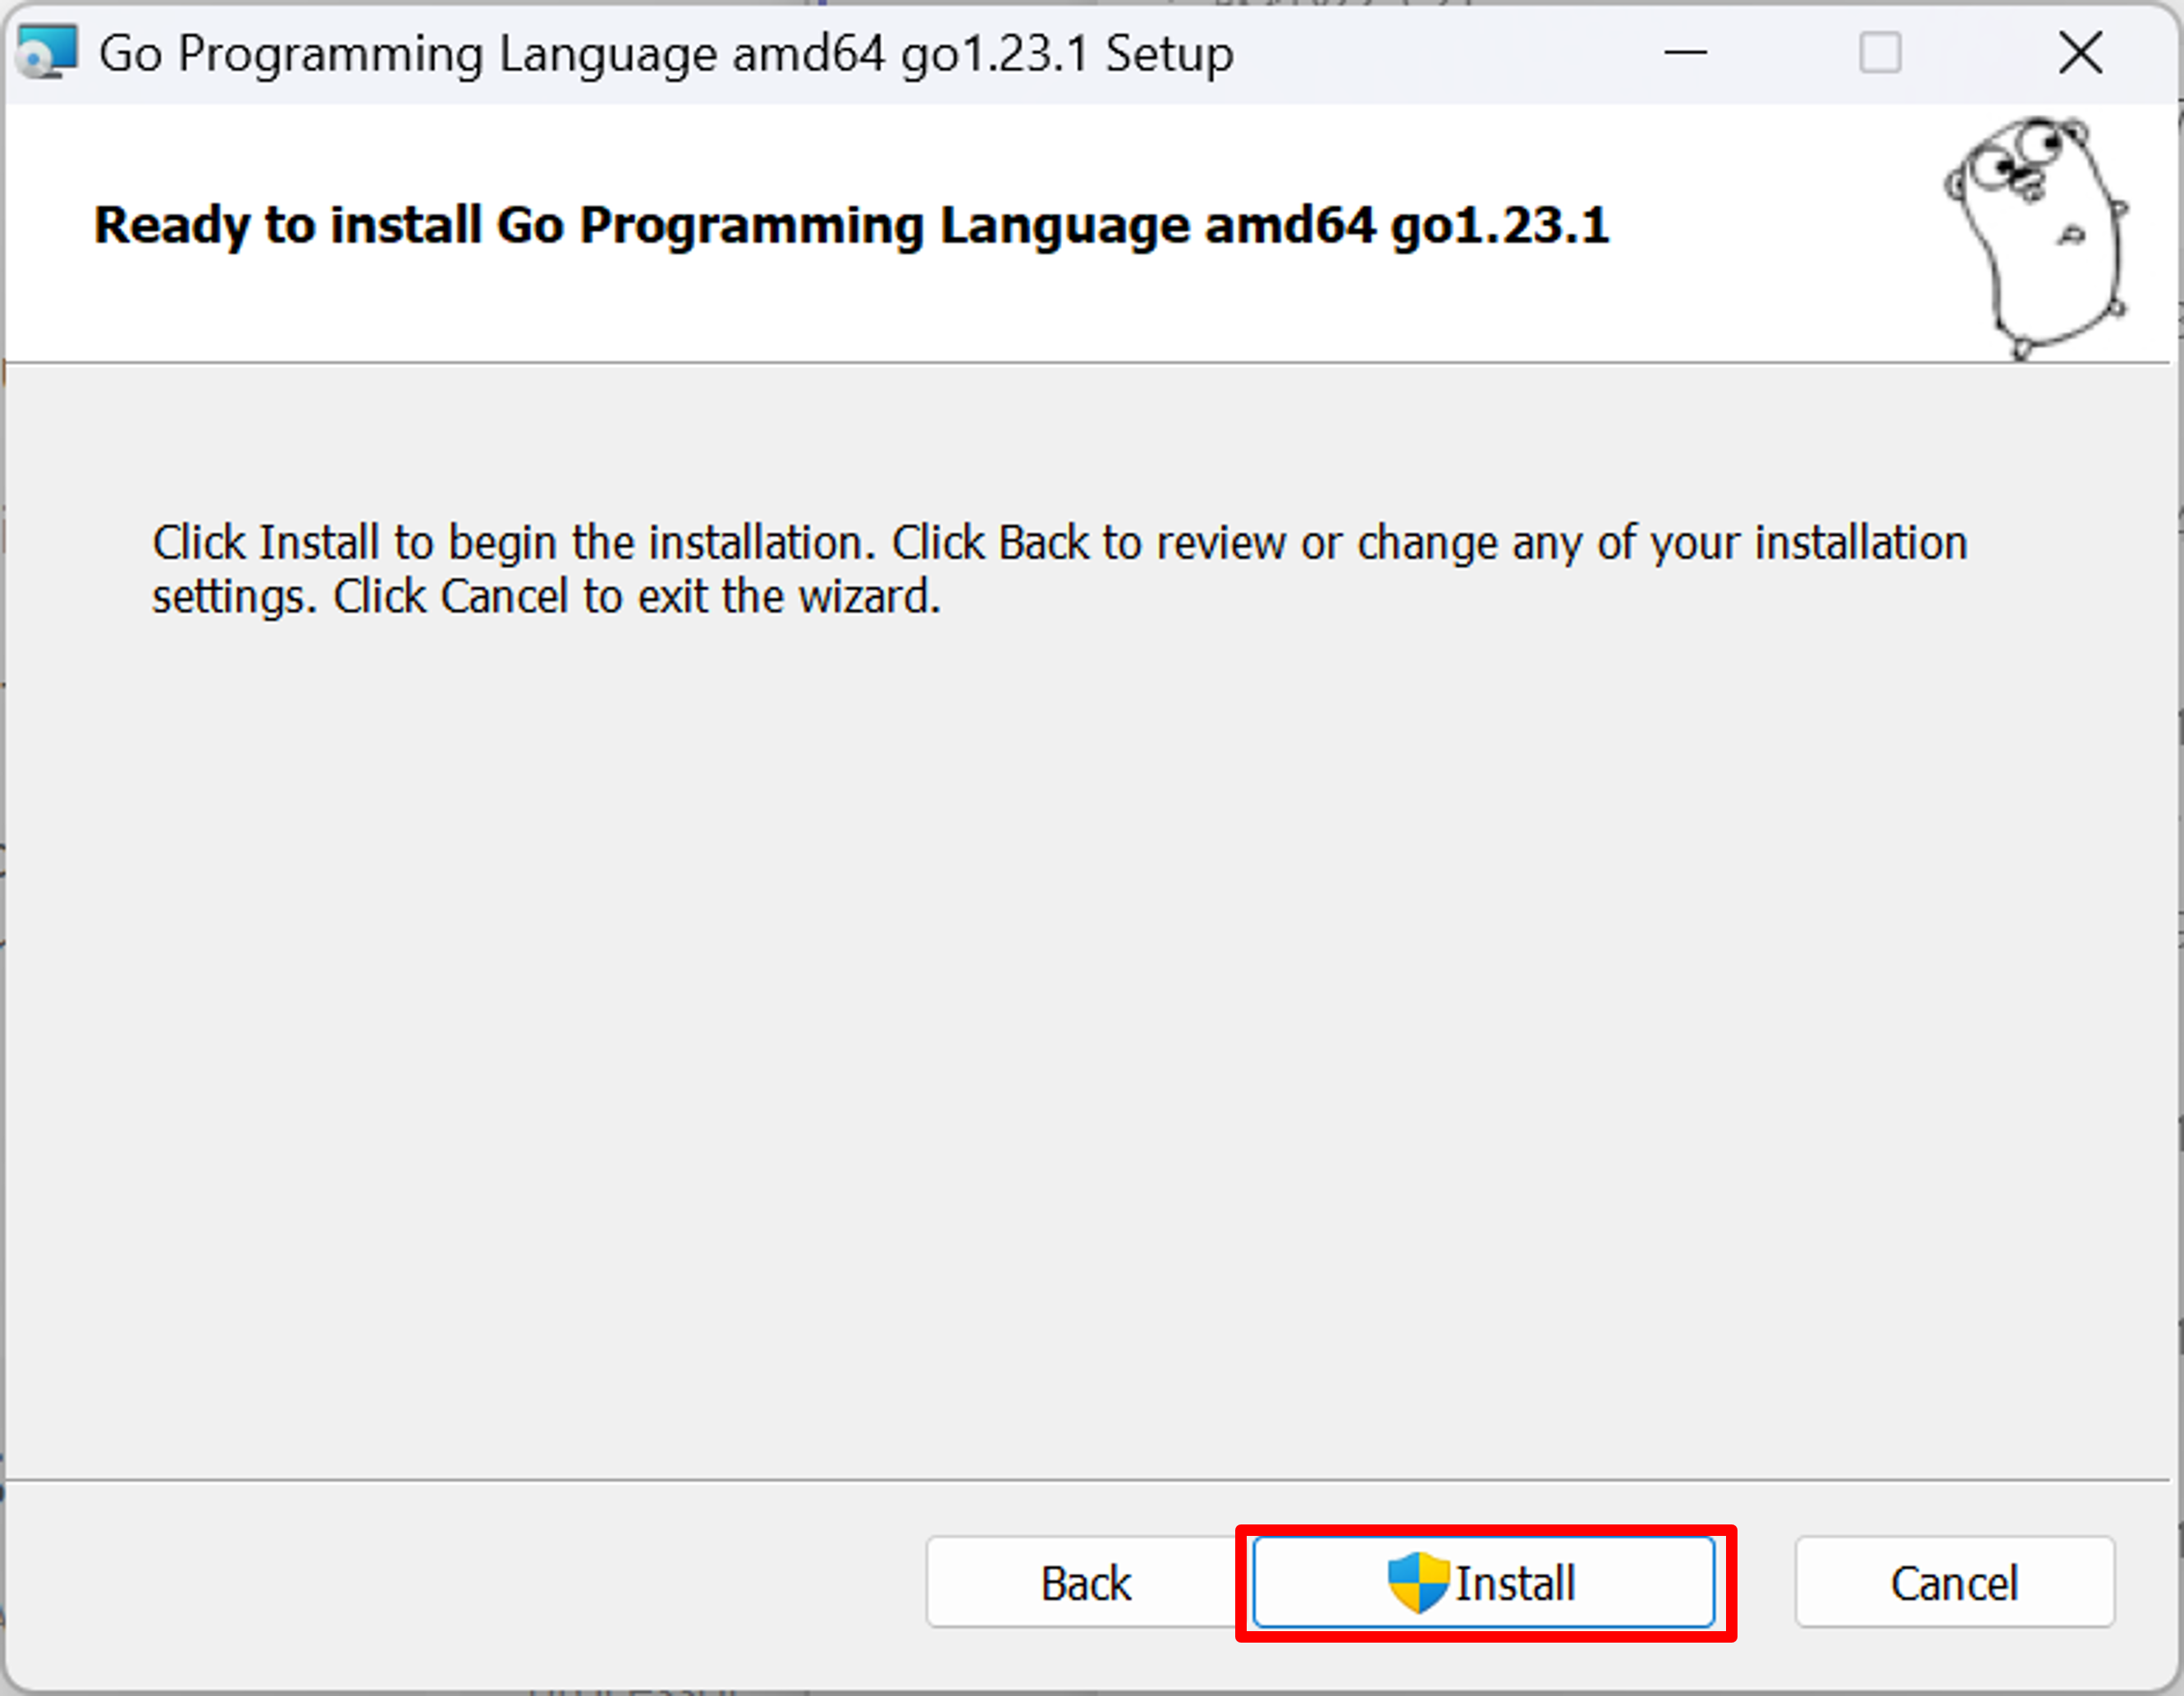 Go Programming Language amd64 go1.23.1 Setup
Ready to install Go Programming Language amd64 go1.23.1
Click Install to begin the installation. Click Back to review or change any of your installation
settings. Click Cancel to exit the wizard.
Back
Install
Cancel